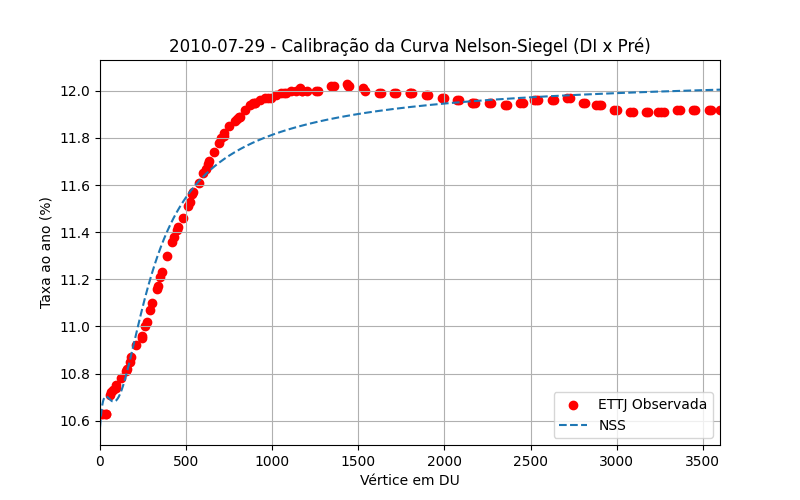 2010-07-29 - Calibração da Curva Nelson-Siegel (DI x Pré)
Taxa ao ano (%)
12.0
11.8
11.6
11.4
11.2
11.0
10.8
10.6
ETTJ Observada
NSS
0 500 1000 1500 2000 2500 3000 3500
Vértice em DU